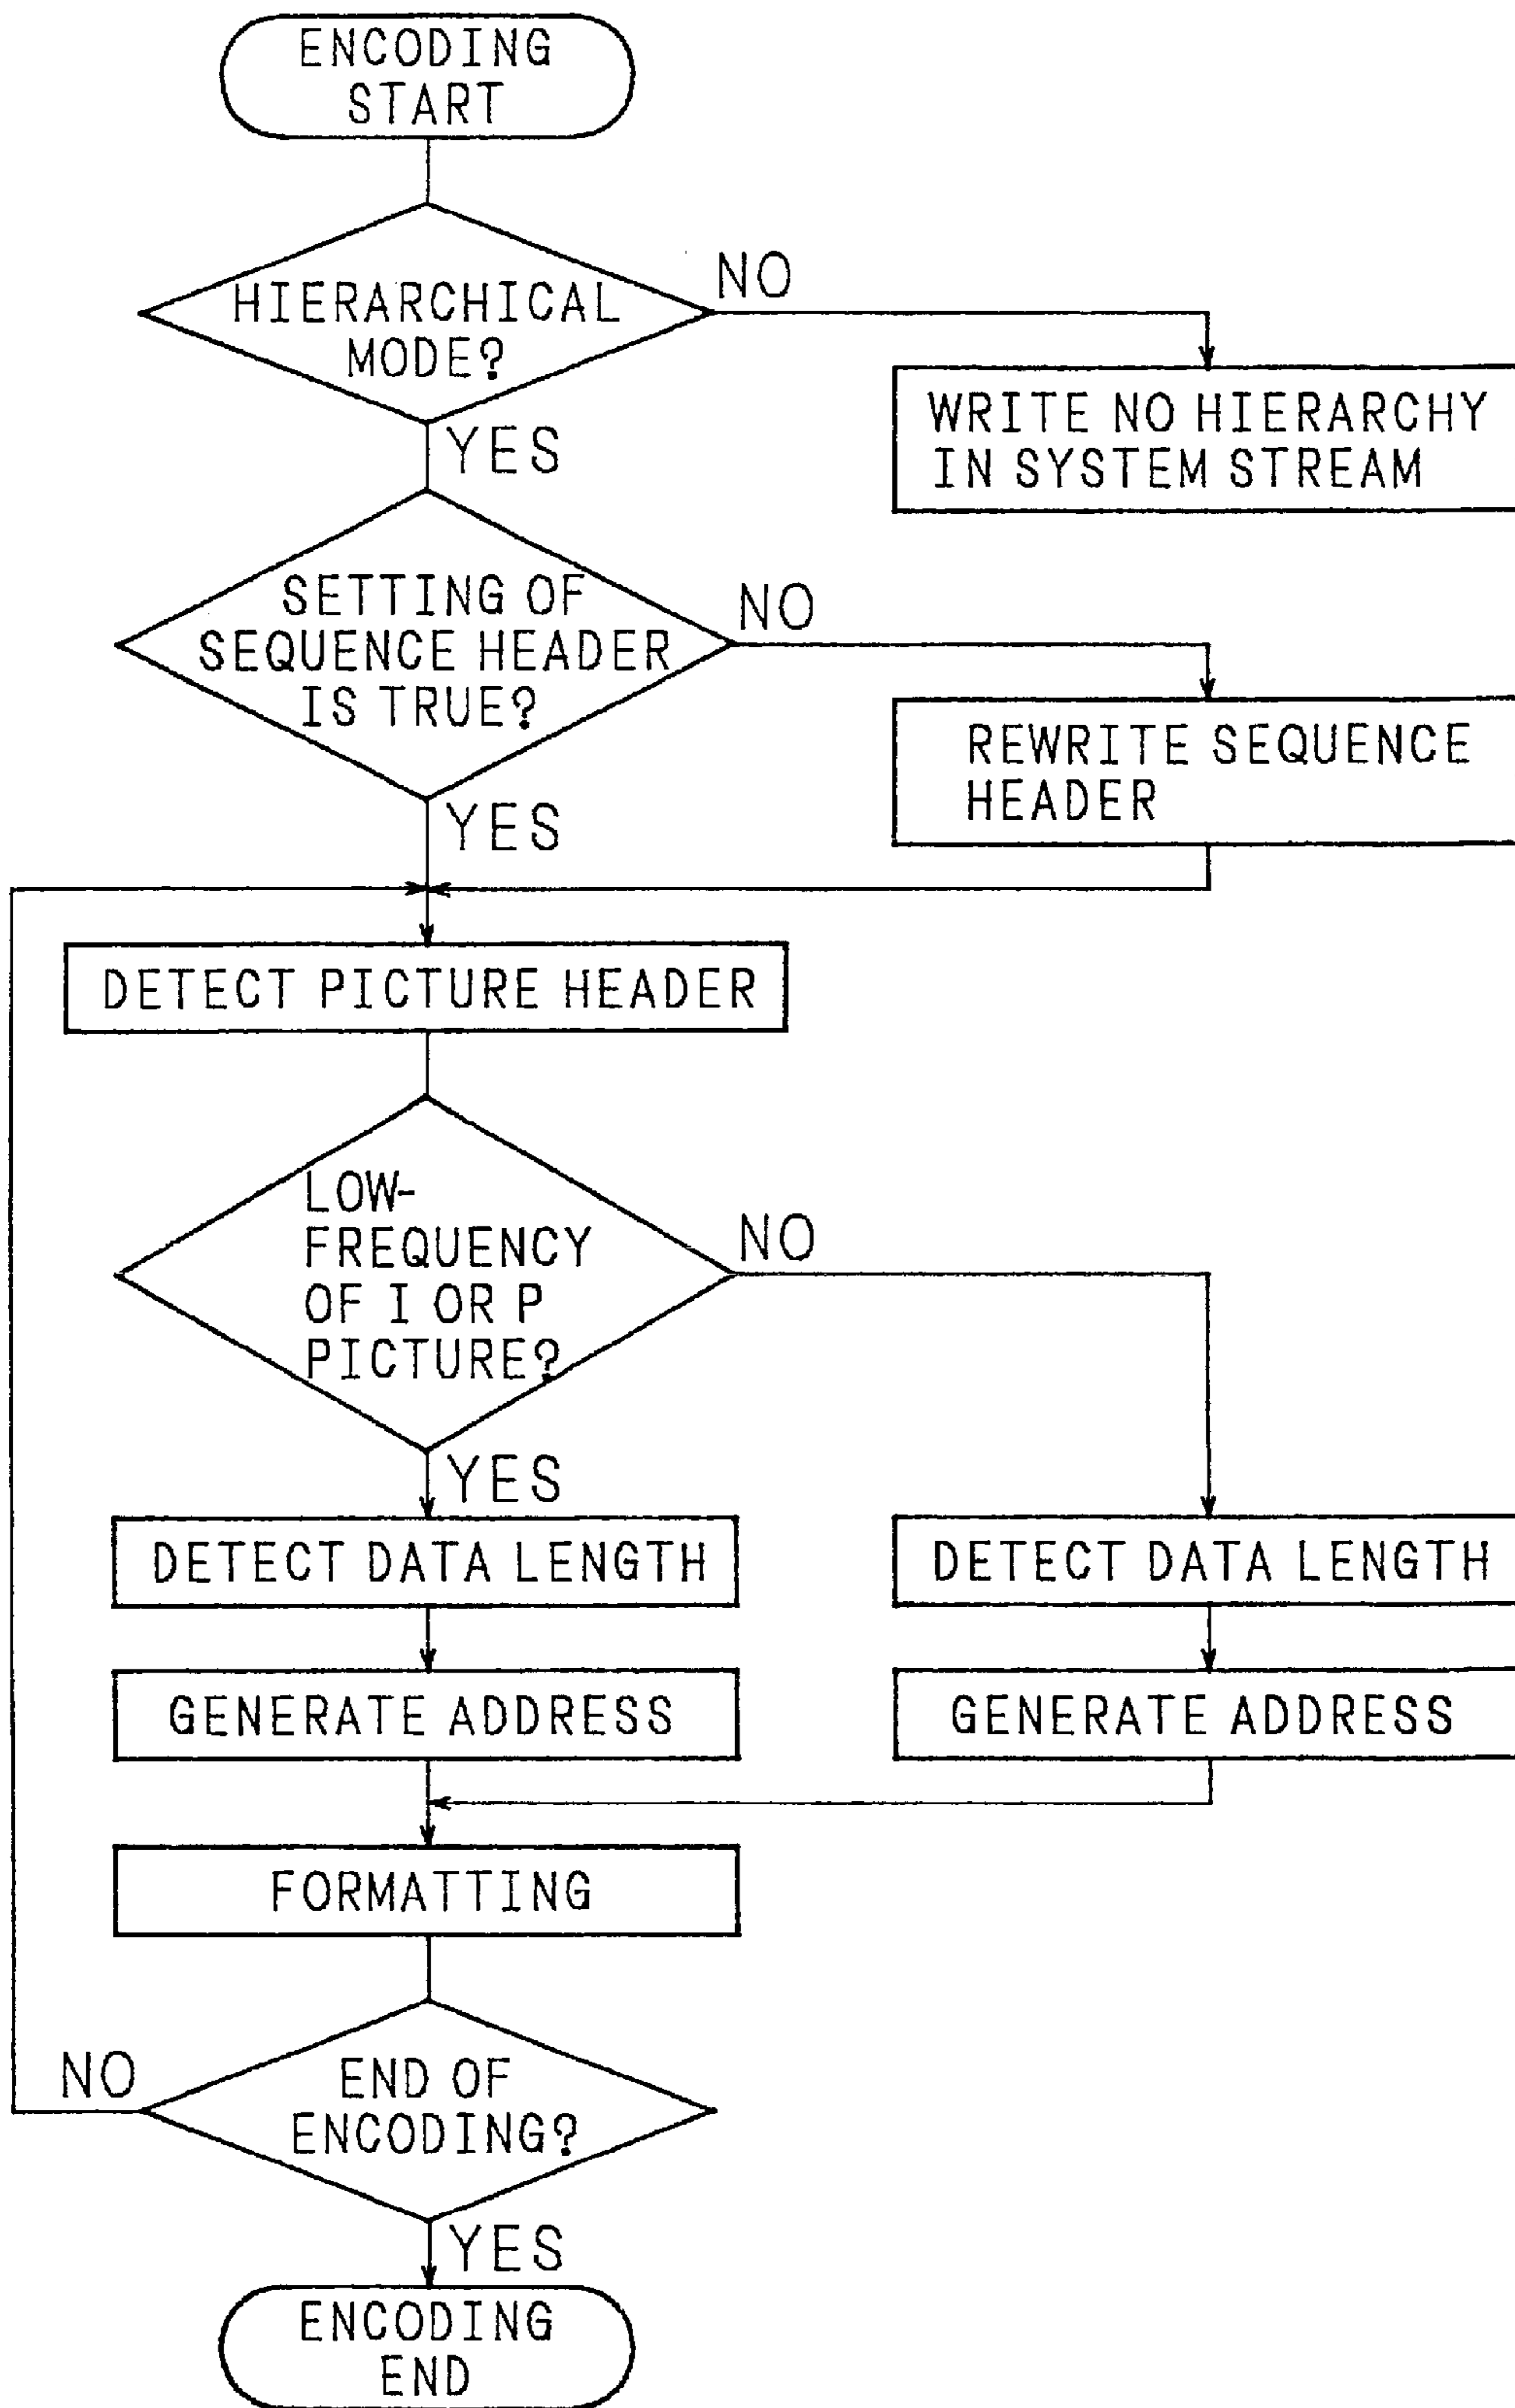 ENCODING
START
HIERARCHICAL
MODE?
NO
WRITE NO HIERARCHY
IN SYSTEM STREAM
YES
SETTING OF
SEQUENCE HEADER
IS TRUE?
NO
REWRITE SEQUENCE
HEADER
YES
DETECT PICTURE HEADER
LOW-
FREQUENCY
OF I OR P
PICTURE?
NO
YES
DETECT DATA LENGTH
DETECT DATA LENGTH
GENERATE ADDRESS
GENERATE ADDRESS
FORMATTING
END OF
ENCODING?
NO
YES
ENCODING
END